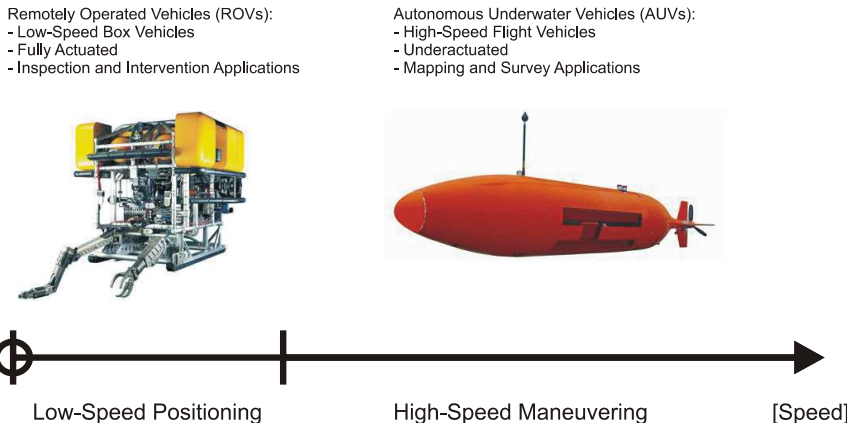 Remotely Operated Vehicles (ROVs):
- Low-Speed Box Vehicles
- Fully Actuated
- Inspection and Intervention Applications
Autonomous Underwater Vehicles (AUVs):
- High-Speed Flight Vehicles
- Underactuated
- Mapping and Survey Applications
Low-Speed Positioning
High-Speed Maneuvering
[Speed]